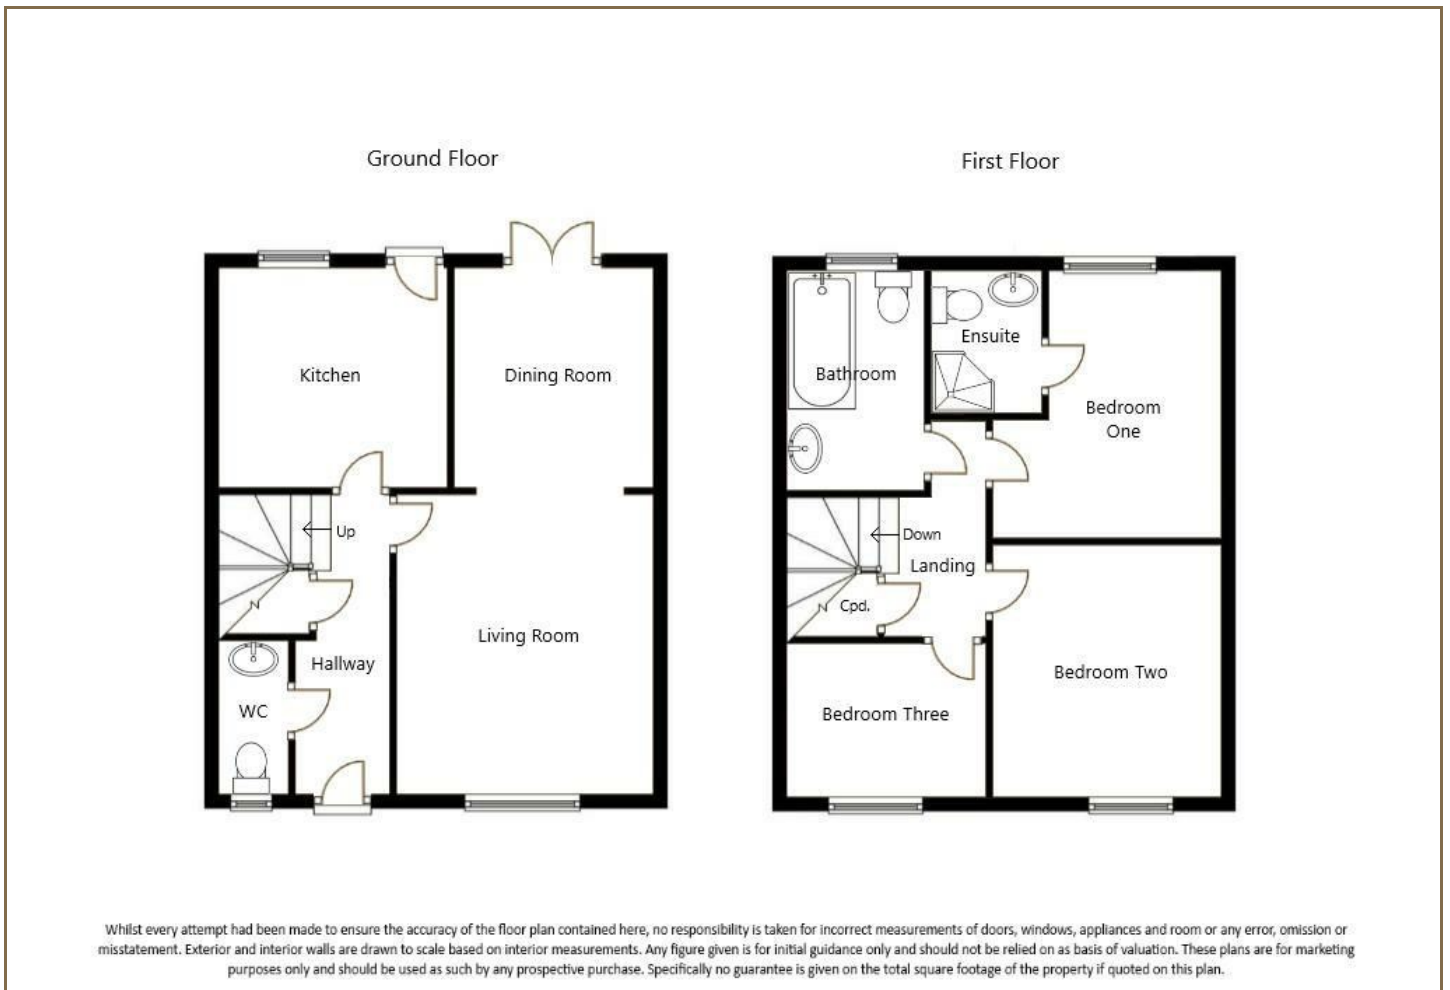 Ground Floor
First Floor
Kitchen
Dining Room
Up
Living Room
Hallway
WC
Bathroom
Ensuite
Bedroom
One
Down
Landing
Cpd.
Bedroom Two
Bedroom Three
Whilst every attempt had been made to ensure the accuracy of the floor plan contained here, no responsibility is taken for incorrect measurements of doors, windows, appliances and room or any error, omission or
misstatement. Exterior and interior walls are drawn to scale based on interior measurements. Any figure given is for initial guidance only and should not be relied on as basis of valuation. These plans are for marketing
purposes only and should be used as such by any prospective purchase. Specifically no guarantee is given on the total square footage of the property if quoted on this plan.